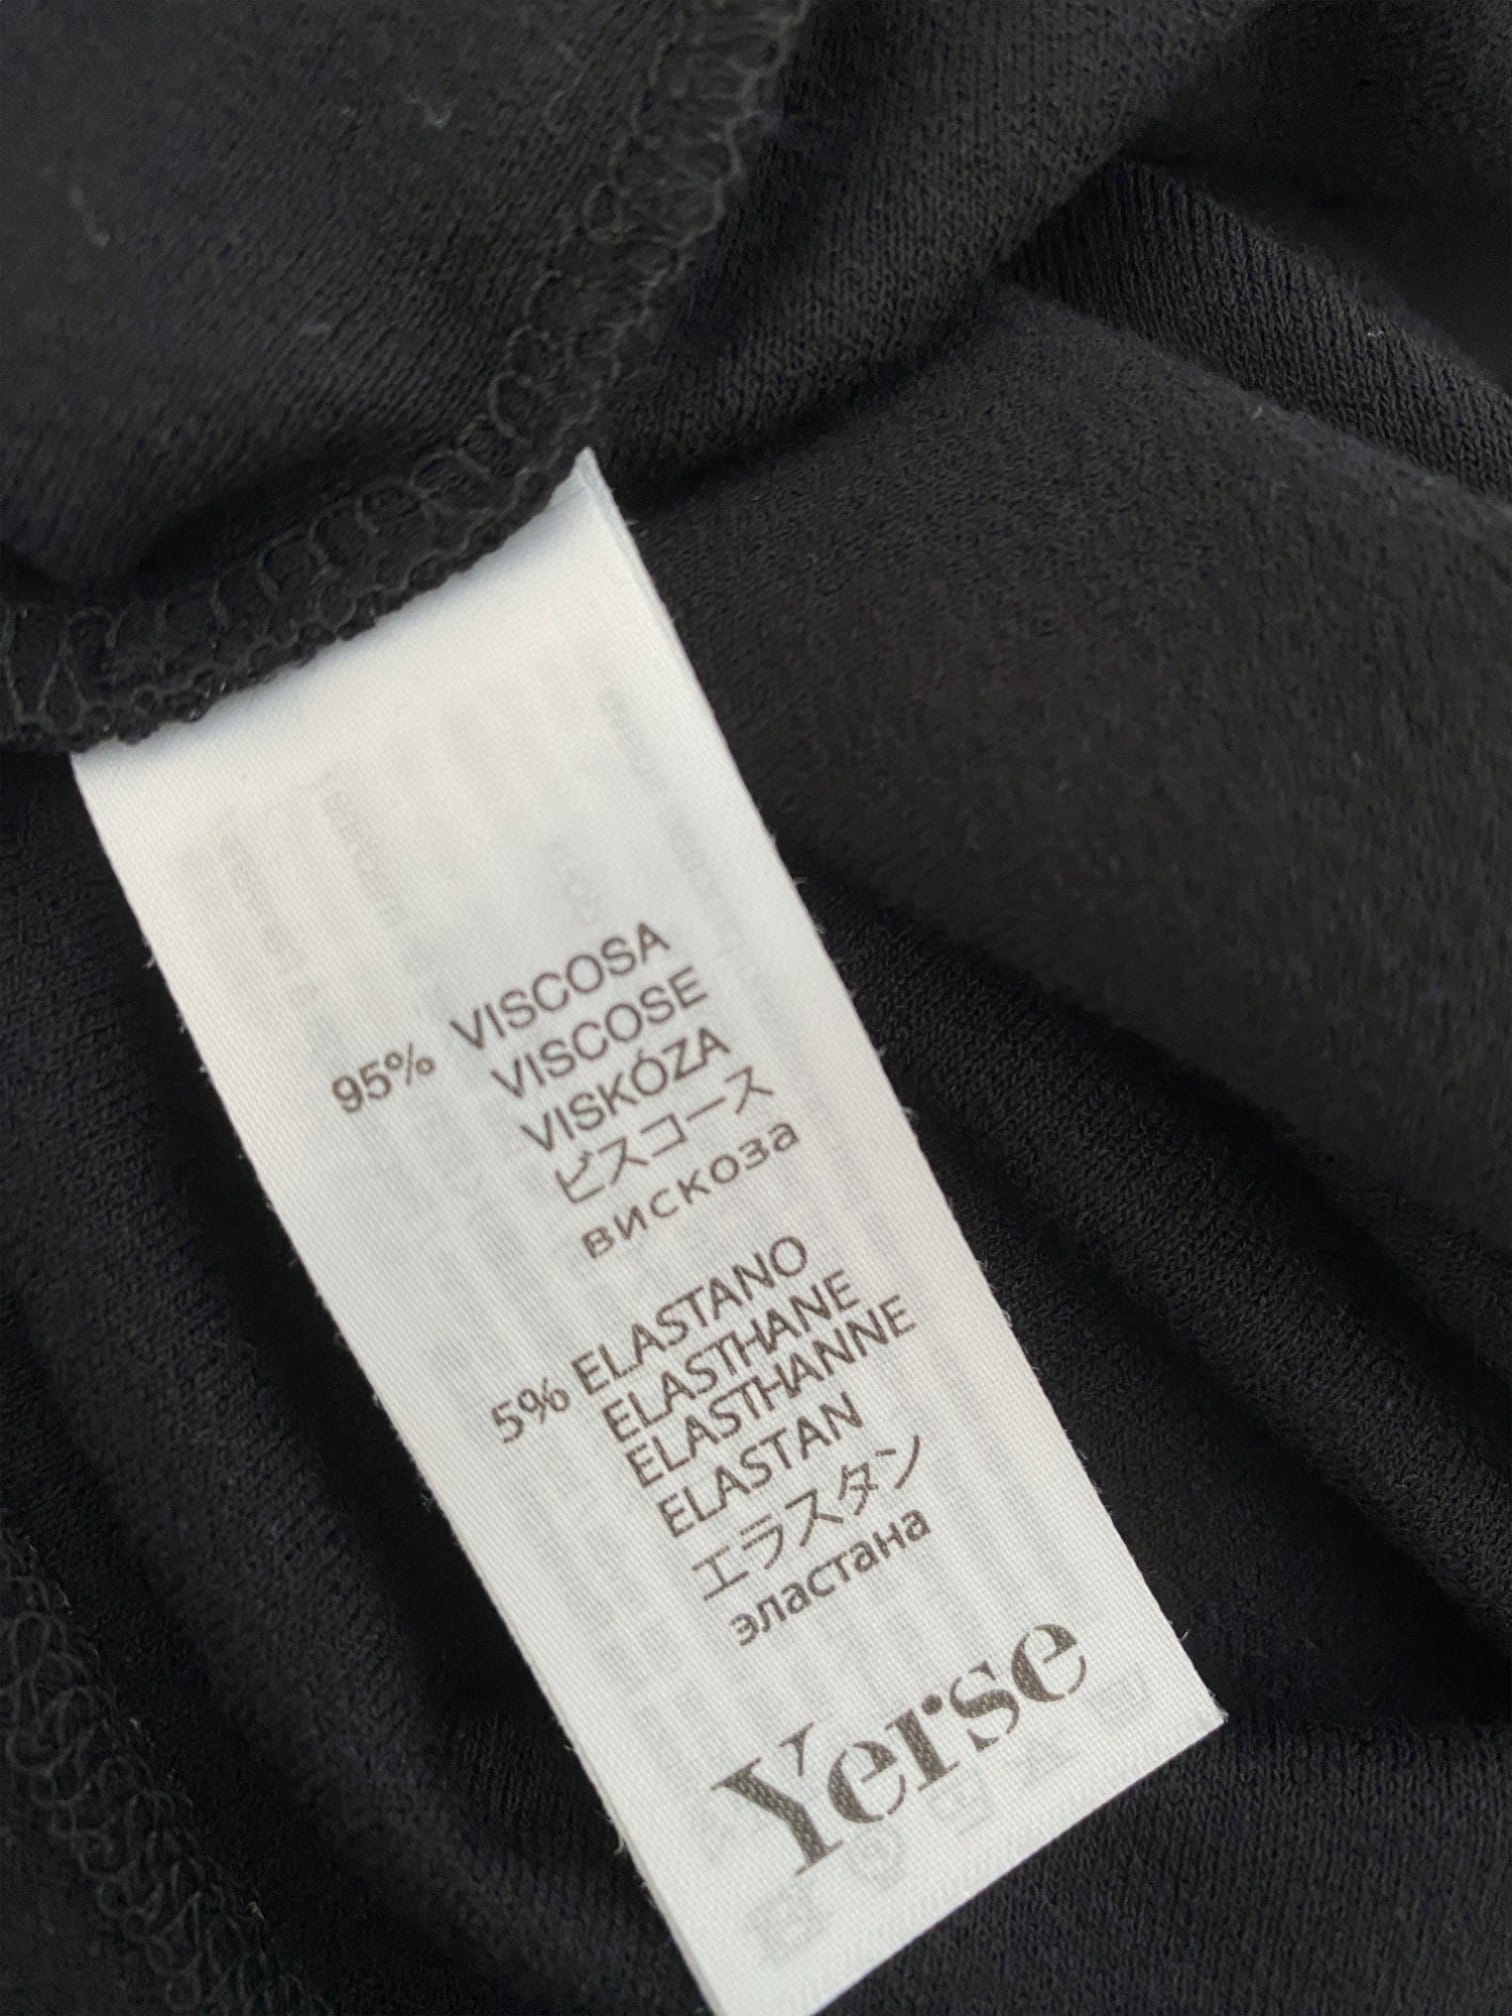 95% VISCOSA
VISCOSE
VISKÓZA
ビスコース
вискоза
5% ELASTANO
ELASTHANE
ELASTHANNE
ELASTAN
エラスタン
эластана
Yerse